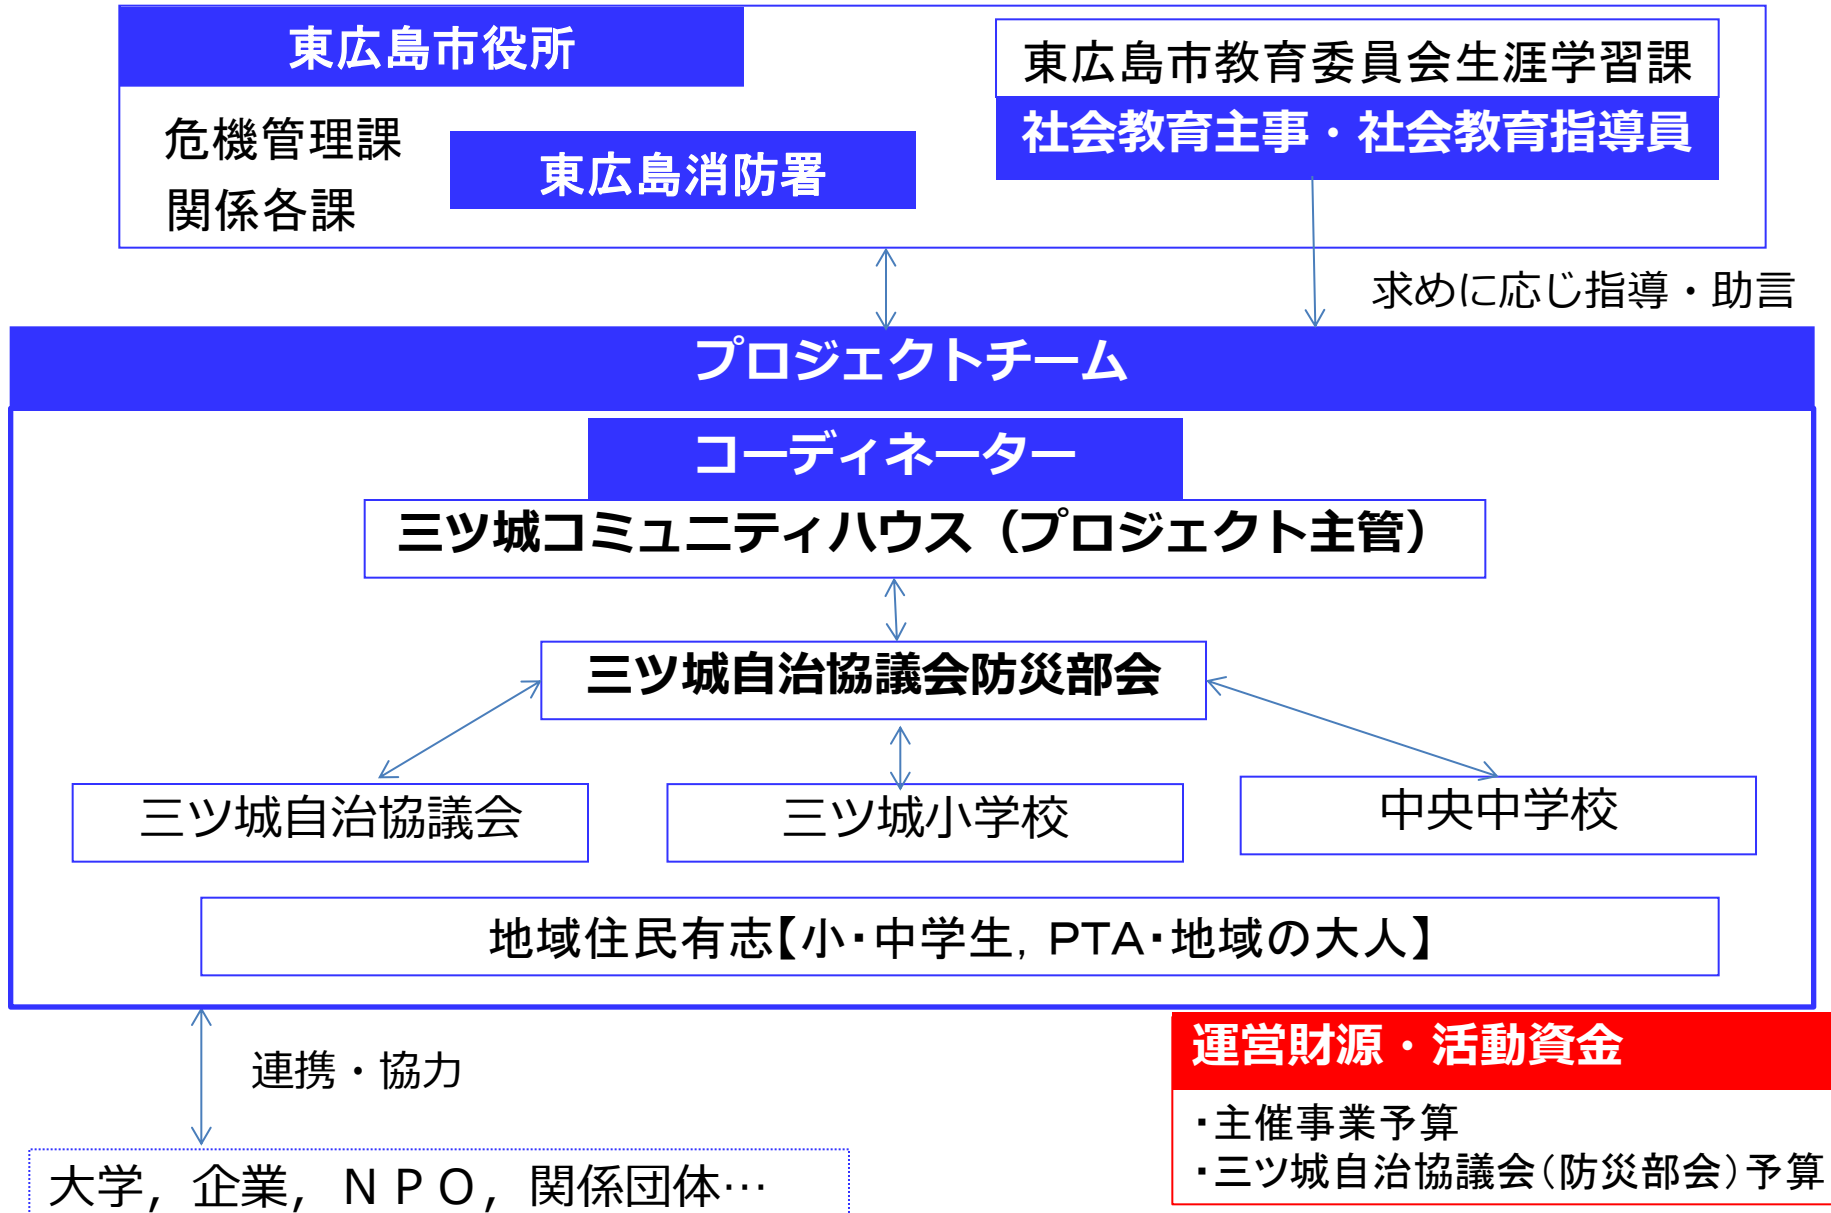 東広島市役所
東広島市教育委員会生涯学習課
社会教育主事・社会教育指導員
危機管理課
関係各課
東広島消防署
求めに応じ指導・助言
プロジェクトチーム
コーディネーター
三ツ城コミュニティハウス（プロジェクト主管）
三ツ城自治協議会防災部会
三ツ城自治協議会
三ツ城小学校
中央中学校
地域住民有志【小・中学生，PTA・地域の大人】
連携・協力
大学，企業，ＮＰＯ，関係団体…
運営財源・活動資金
・主催事業予算
・三ツ城自治協議会（防災部会）予算